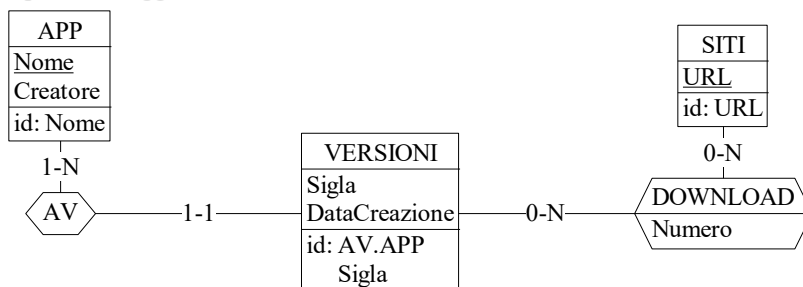 APP
Nome
Creatore
id: Nome
1-N
AV
1-1
VERSIONI
Sigla
DataCreazione
id: AV.APP
Sigla
0-N
SITI
URL
id: URL
0-N
DOWNLOAD
Numero